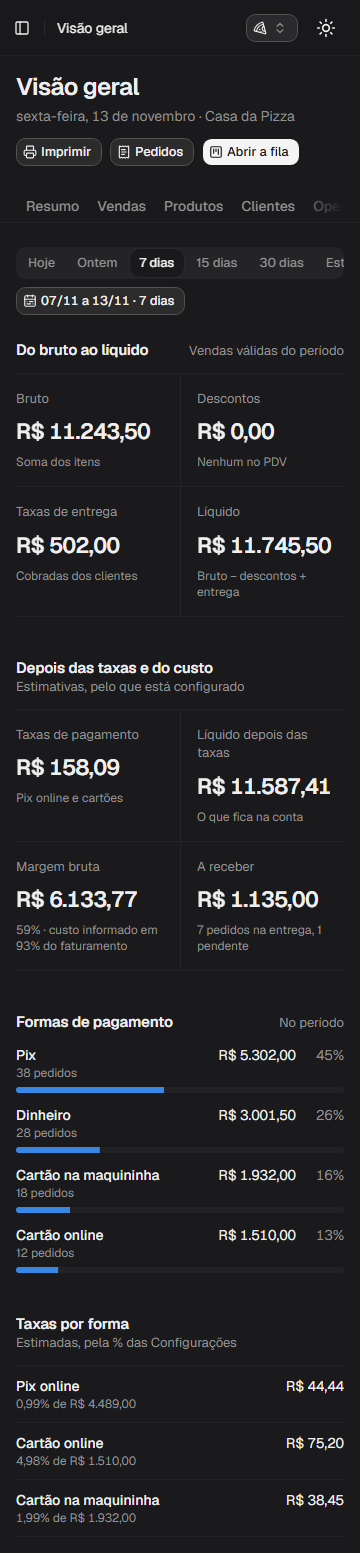 Visão geral
Visão geral
sexta-feira, 13 de novembro · Casa da Pizza
Imprimir Pedidos Abrir a fila
Resumo Vendas Produtos Clientes Ope
Hoje Ontem 7 dias 15 dias 30 dias Est
07/11 a 13/11 · 7 dias
Do bruto ao líquido Vendas válidas do período
Bruto Descontos
R$ 11.243,50 R$ 0,00
Soma dos itens Nenhum no PDV
Taxas de entrega Líquido
R$ 502,00 R$ 11.745,50
Cobradas dos clientes Bruto − descontos +
entrega
Depois das taxas e do custo
Estimativas, pelo que está configurado
Taxas de pagamento
R$ 158,09
Pix online e cartões
Líquido depois das
taxas
R$ 11.587,41
O que fica na conta
Margem bruta
R$ 6.133,77
59% · custo informado em
93% do faturamento
A receber
R$ 1.135,00
7 pedidos na entrega, 1
pendente
Formas de pagamento No período
Pix R$ 5.302,00 45%
38 pedidos
Dinheiro R$ 3.001,50 26%
28 pedidos
Cartão na maquininha R$ 1.932,00 16%
18 pedidos
Cartão online R$ 1.510,00 13%
12 pedidos
Taxas por forma
Estimadas, pela % das Configurações
Pix online R$ 44,44
0,99% de R$ 4.489,00
Cartão online R$ 75,20
4,98% de R$ 1.510,00
Cartão na maquininha R$ 38,45
1,99% de R$ 1.932,00